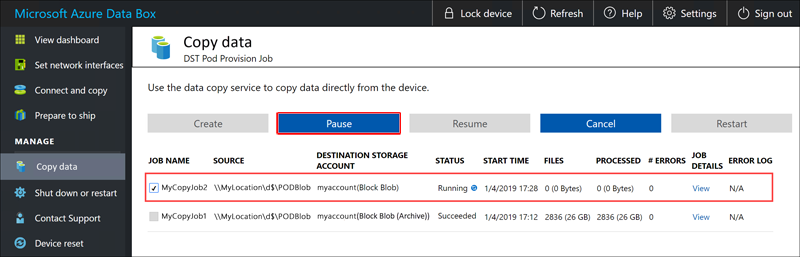 Microsoft Azure Data Box
Lock device
Refresh
Help
Settings
Sign out
View dashboard
Set network interfaces
Connect and copy
Prepare to ship
MANAGE
Copy data
Shut down or restart
Contact Support
Device reset
Copy data
DST Pod Provision Job
Use the data copy service to copy data directly from the device.
Create
Pause
Resume
Cancel
Restart
JOB NAME SOURCE DESTINATION STORAGE ACCOUNT STATUS START TIME FILES PROCESSED # ERRORS JOB DETAILS ERROR LOG
MyCopyJob2 \\MyLocation\d$\PODBlob myaccount(Block Blob) Running 1/4/2019 17:28 0 (0 Bytes) 0 (0 Bytes) 0 View N/A
MyCopyJob1 \\MyLocation\d$\PODBlob myaccount(Block Blob (Archive)) Succeeded 1/4/2019 17:12 2836 (26 GB) 2836 (26 GB) 0 View N/A